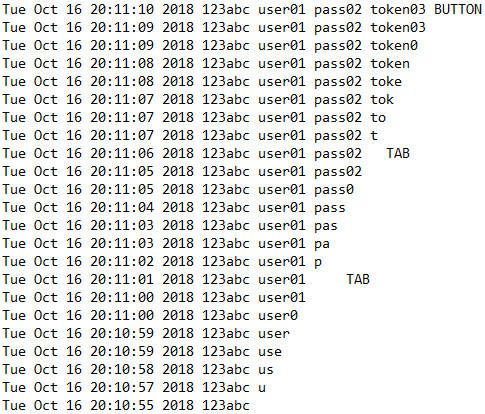 Tue Oct 16 20:11:10 2018 123abc user01 pass02 token03 BUTTON
Tue Oct 16 20:11:09 2018 123abc user01 pass02 token03
Tue Oct 16 20:11:09 2018 123abc user01 pass02 token0
Tue Oct 16 20:11:08 2018 123abc user01 pass02 token
Tue Oct 16 20:11:08 2018 123abc user01 pass02 toke
Tue Oct 16 20:11:07 2018 123abc user01 pass02 tok
Tue Oct 16 20:11:07 2018 123abc user01 pass02 to
Tue Oct 16 20:11:07 2018 123abc user01 pass02 t
Tue Oct 16 20:11:06 2018 123abc user01 pass02   TAB
Tue Oct 16 20:11:05 2018 123abc user01 pass02
Tue Oct 16 20:11:05 2018 123abc user01 pass0
Tue Oct 16 20:11:04 2018 123abc user01 pass
Tue Oct 16 20:11:03 2018 123abc user01 pas
Tue Oct 16 20:11:03 2018 123abc user01 pa
Tue Oct 16 20:11:02 2018 123abc user01 p
Tue Oct 16 20:11:01 2018 123abc user01     TAB
Tue Oct 16 20:11:00 2018 123abc user01
Tue Oct 16 20:11:00 2018 123abc user0
Tue Oct 16 20:10:59 2018 123abc user
Tue Oct 16 20:10:59 2018 123abc use
Tue Oct 16 20:10:58 2018 123abc us
Tue Oct 16 20:10:57 2018 123abc u
Tue Oct 16 20:10:55 2018 123abc